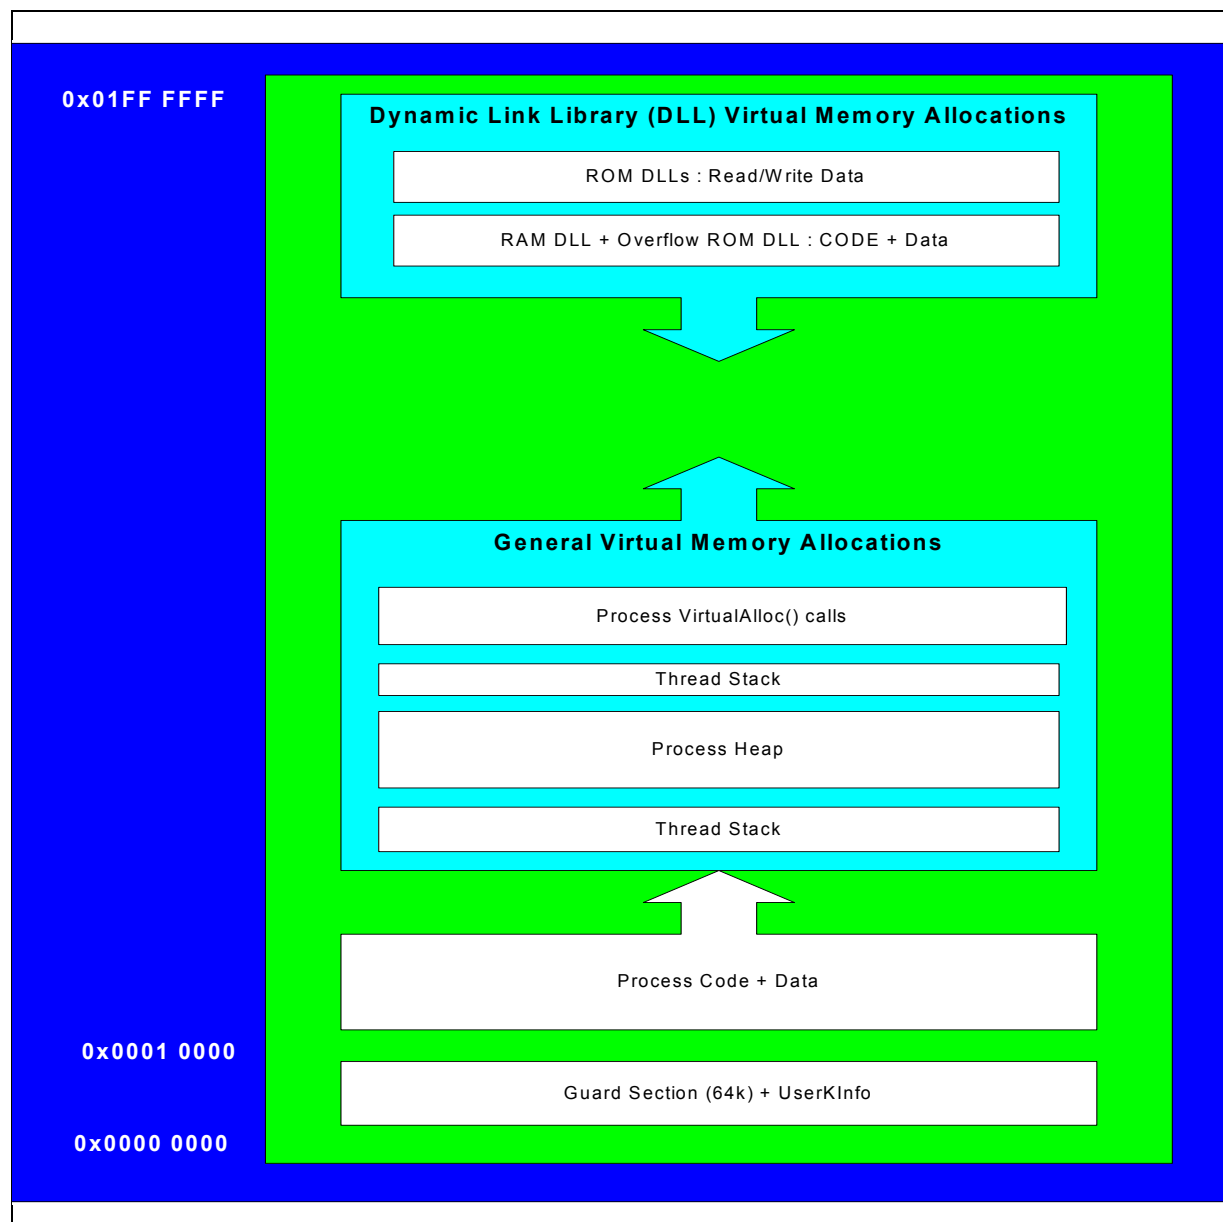 0x01FF FFFF
Dynamic Link Library (DLL) Virtual Memory Allocations
ROM DLLs : Read/Write Data
RAM DLL + Overflow ROM DLL : CODE + Data
General Virtual Memory Allocations
Process VirtualAlloc() calls
Thread Stack
Process Heap
Thread Stack
Process Code + Data
0x0001 0000
Guard Section (64k) + UserKInfo
0x0000 0000